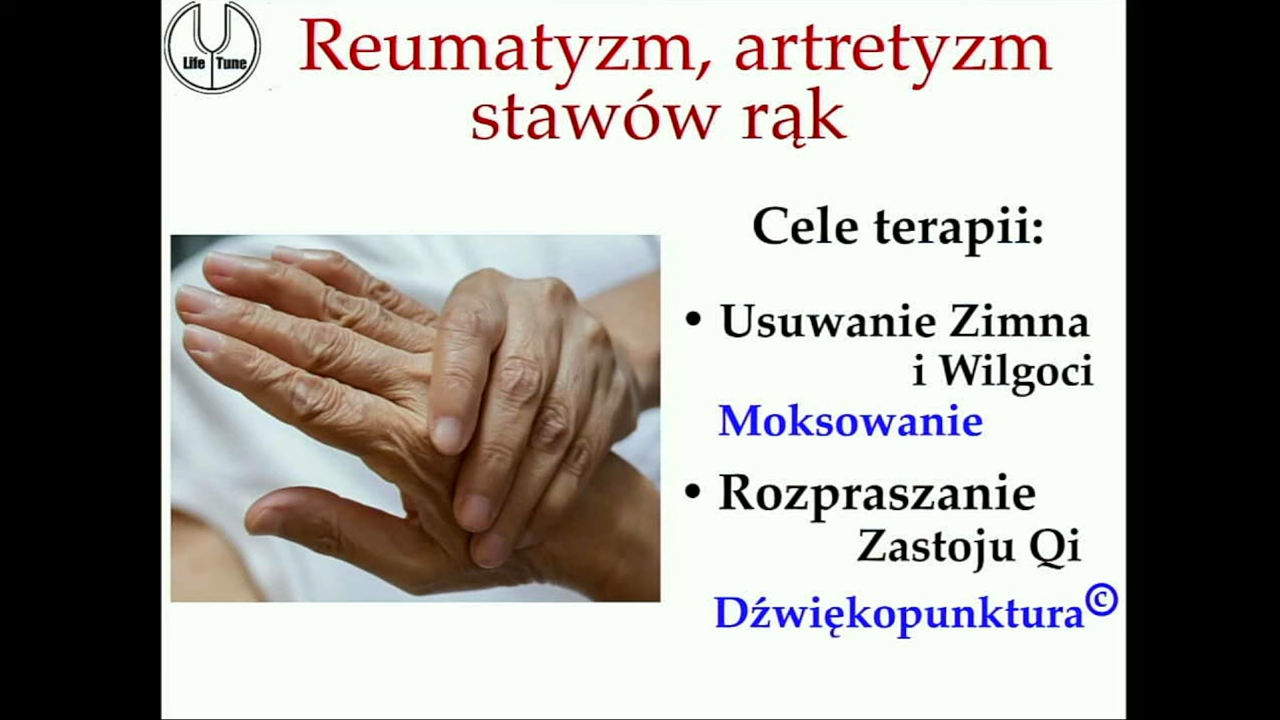 Life Tune
Reumatyzm, artretyzm
stawów rąk
Cele terapii:
• Usuwanie Zimna
i Wilgoci
Moksowanie
• Rozpraszanie
Zastoju Qi
Dźwiękopunktura©